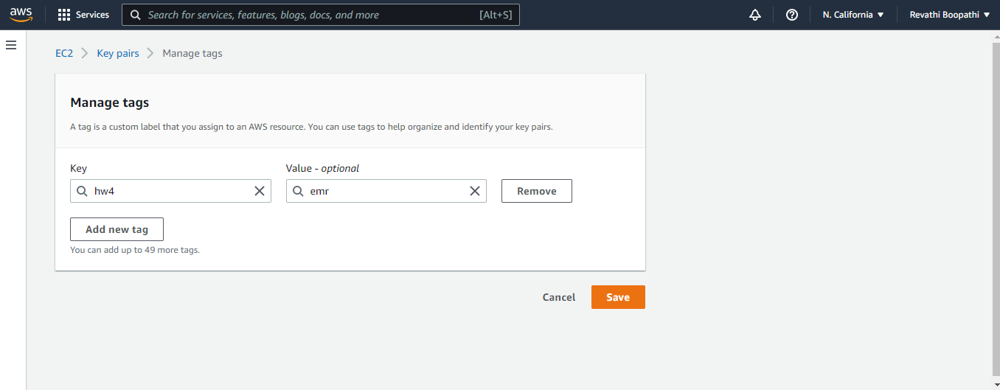 aws Services Search for services, features, blogs, docs, and more [Alt+S] N. California Revathi Boopathi
EC2 Key pairs Manage tags
Manage tags
A tag is a custom label that you assign to an AWS resource. You can use tags to help organize and identify your key pairs.
Key Value - optional
hw4 emr Remove
Add new tag
You can add up to 49 more tags.
Cancel Save